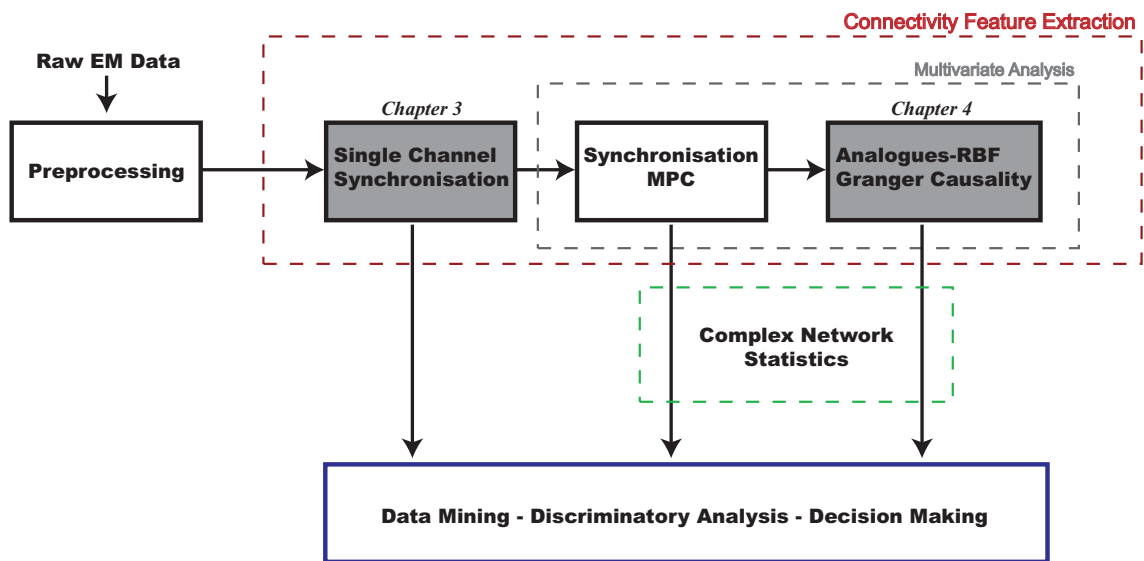 Connectivity Feature Extraction
Raw EM Data
Multivariate Analysis
Chapter 3
Chapter 4
Preprocessing
Single Channel
Synchronisation
Synchronisation
MPC
Analogues-RBF
Granger Causality
Complex Network
Statistics
Data Mining - Discriminatory Analysis - Decision Making